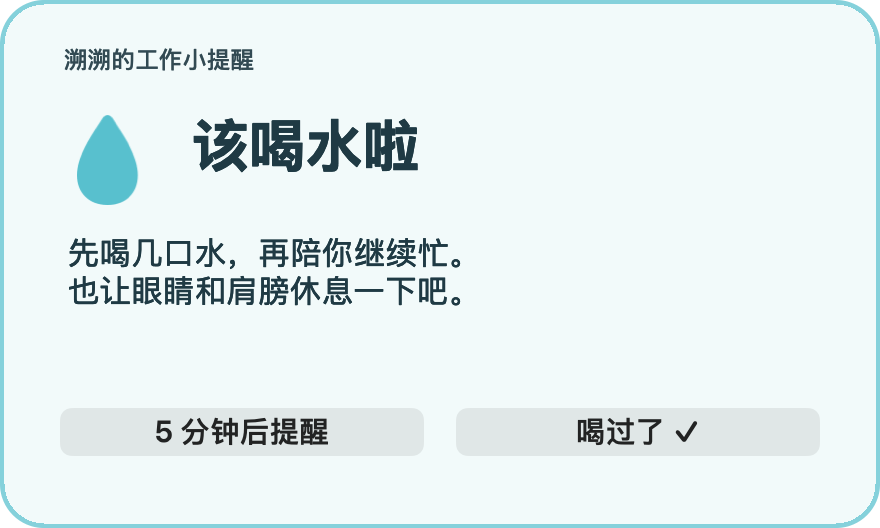 溯溯的工作小提醒
该喝水啦
先喝几口水，再陪你继续忙。
也让眼睛和肩膀休息一下吧。
5 分钟后提醒
喝过了 ✓